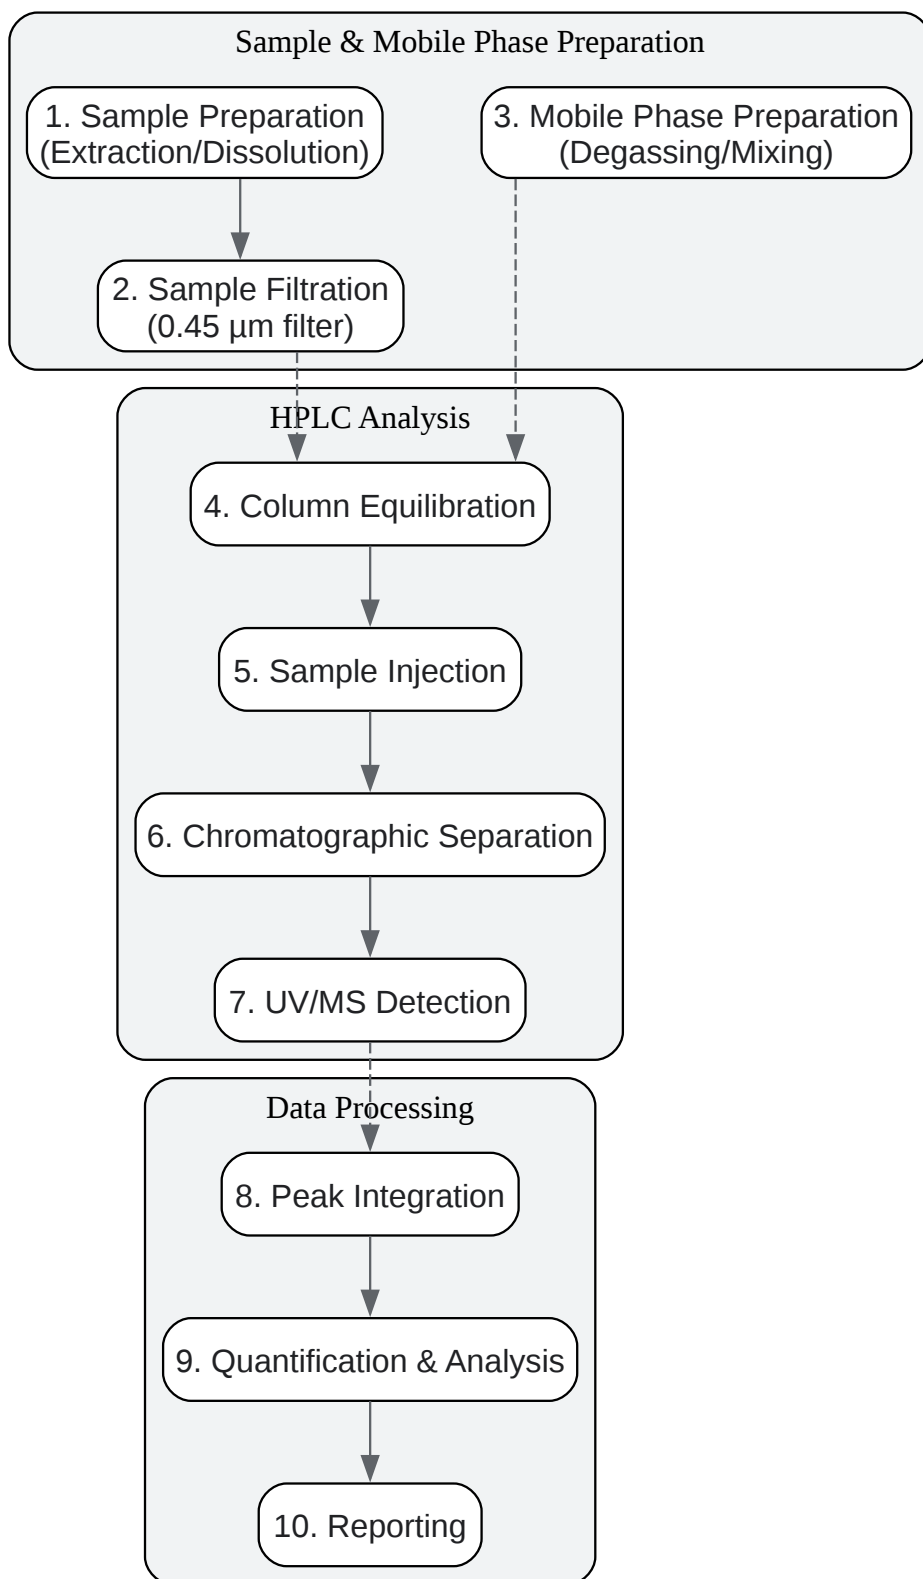 Sample & Mobile Phase Preparation
1. Sample Preparation
(Extraction/Dissolution)
3. Mobile Phase Preparation
(Degassing/Mixing)
2. Sample Filtration
(0.45 µm filter)
HPLC Analysis
4. Column Equilibration
5. Sample Injection
6. Chromatographic Separation
7. UV/MS Detection
Data Processing
8. Peak Integration
9. Quantification & Analysis
10. Reporting